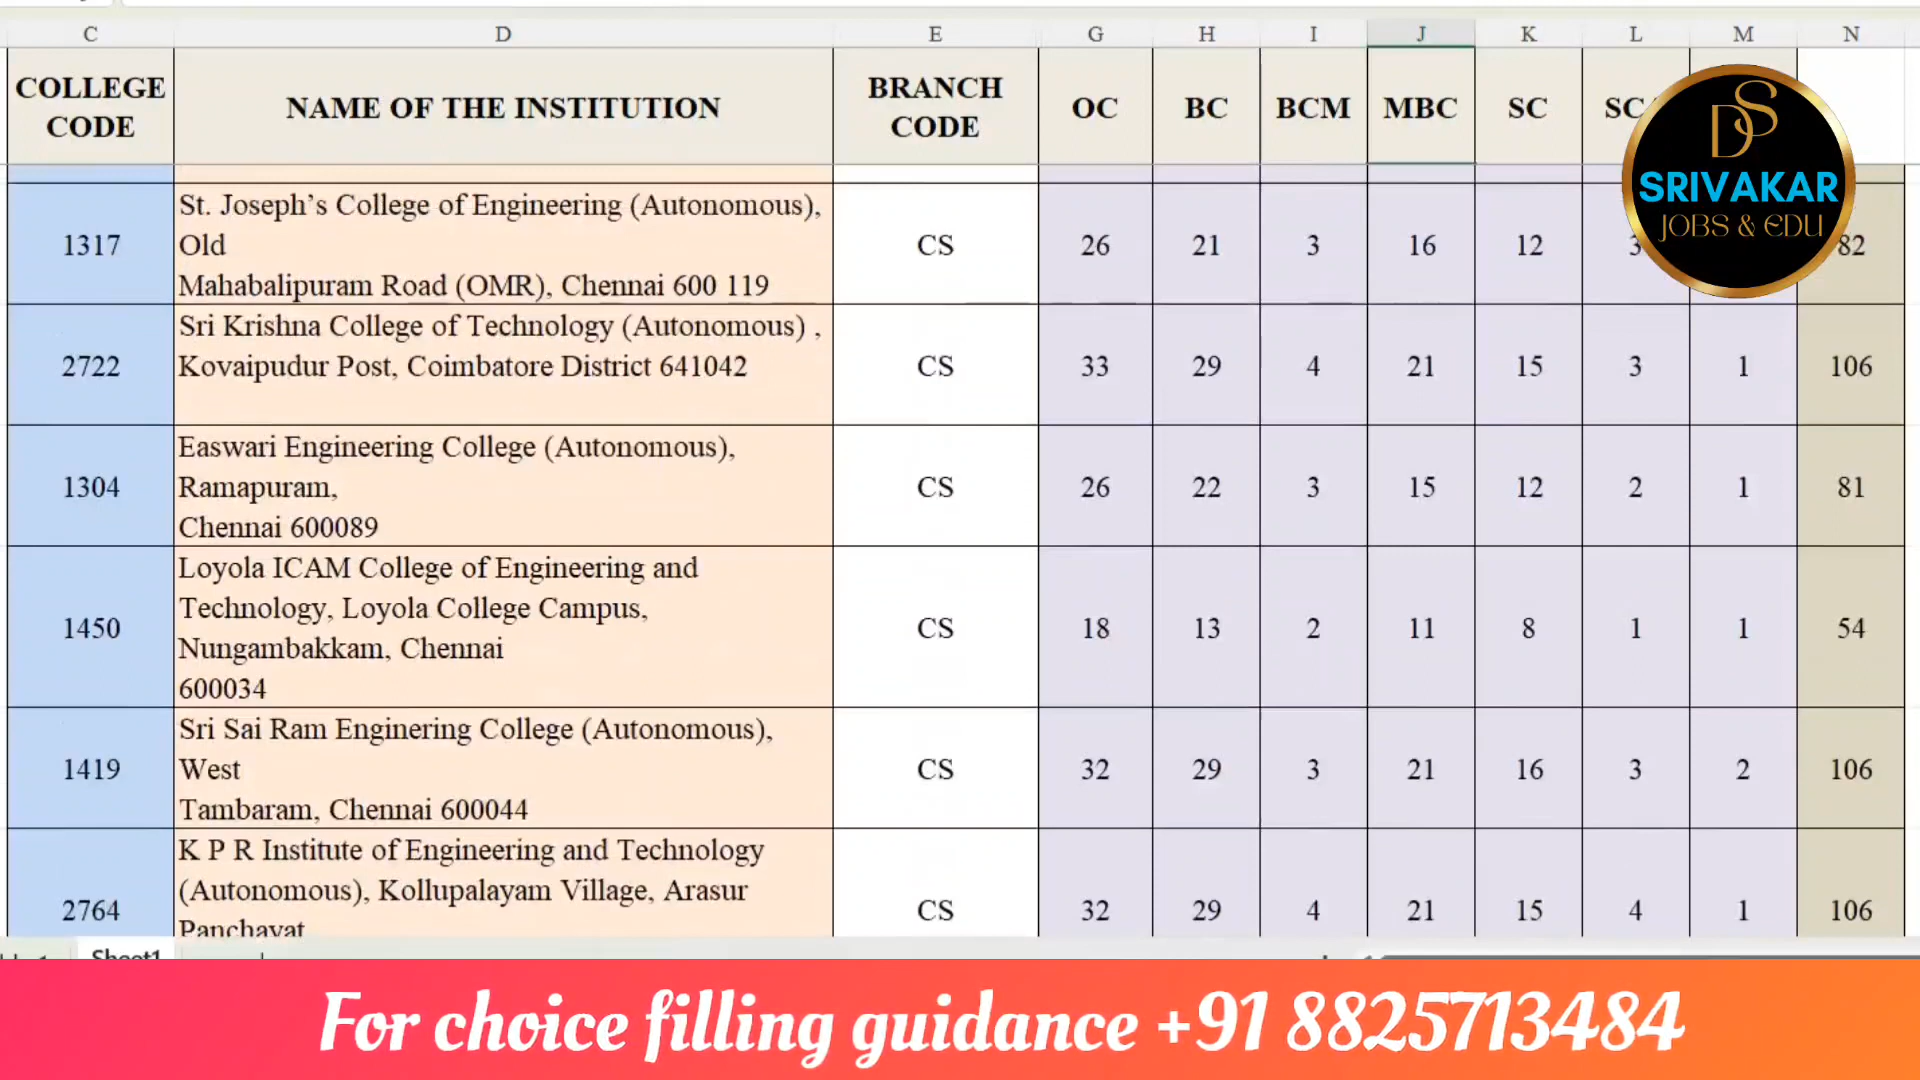 C D E G H I J K L M N
COLLEGE CODE NAME OF THE INSTITUTION BRANCH CODE OC BC BCM MBC SC
St. Joseph’s College of Engineering (Autonomous),
1317 Old CS 26 21 3 16 12 3 82
Mahabalipuram Road (OMR), Chennai 600 119
Sri Krishna College of Technology (Autonomous) ,
2722 Kovaipudur Post, Coimbatore District 641042 CS 33 29 4 21 15 3 1 106
Easwari Engineering College (Autonomous),
1304 Ramapuram, CS 26 22 3 15 12 2 1 81
Chennai 600089
Loyola ICAM College of Engineering and
Technology, Loyola College Campus,
1450 CS 18 13 2 11 8 1 1 54
Nungambakkam, Chennai
600034
Sri Sai Ram Enginering College (Autonomous),
1419 West CS 32 29 3 21 16 3 2 106
Tambaram, Chennai 600044
K P R Institute of Engineering and Technology
(Autonomous), Kollupalayam Village, Arasur
2764 CS 32 29 4 21 15 4 1 106
Panchayat
Sheet1
DS
SRIVAKAR
JOBS & EDU
For choice filling guidance +91 8825713484